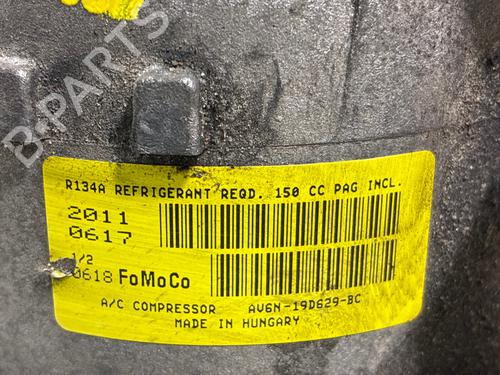 B-PARTS
R134A REFRIGERANT REQD. 150 CC PAG INCL.
2011
0617
1/2
0618 FoMoCo
A/C COMPRESSOR AV6N-19D629-BC
MADE IN HUNGARY